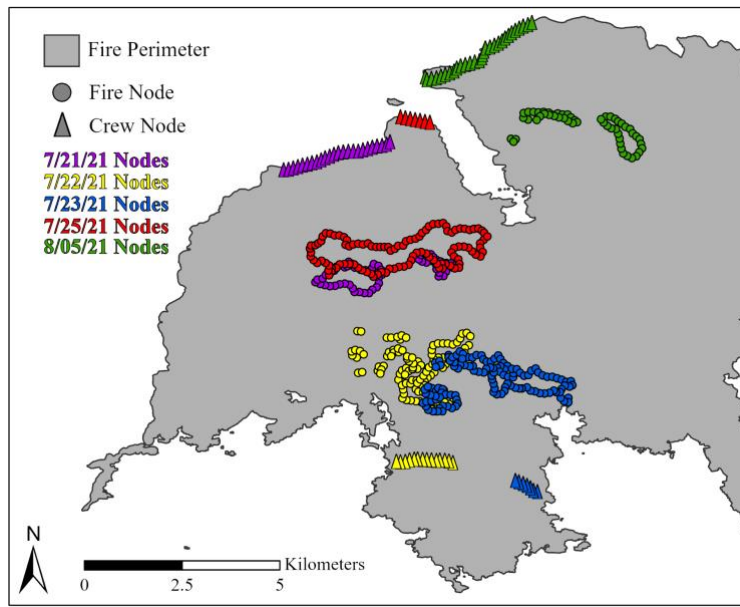 Fire Perimeter
Fire Node
Crew Node
7/21/21 Nodes
7/22/21 Nodes
7/23/21 Nodes
7/25/21 Nodes
8/05/21 Nodes
N
Kilometers
0 2.5 5